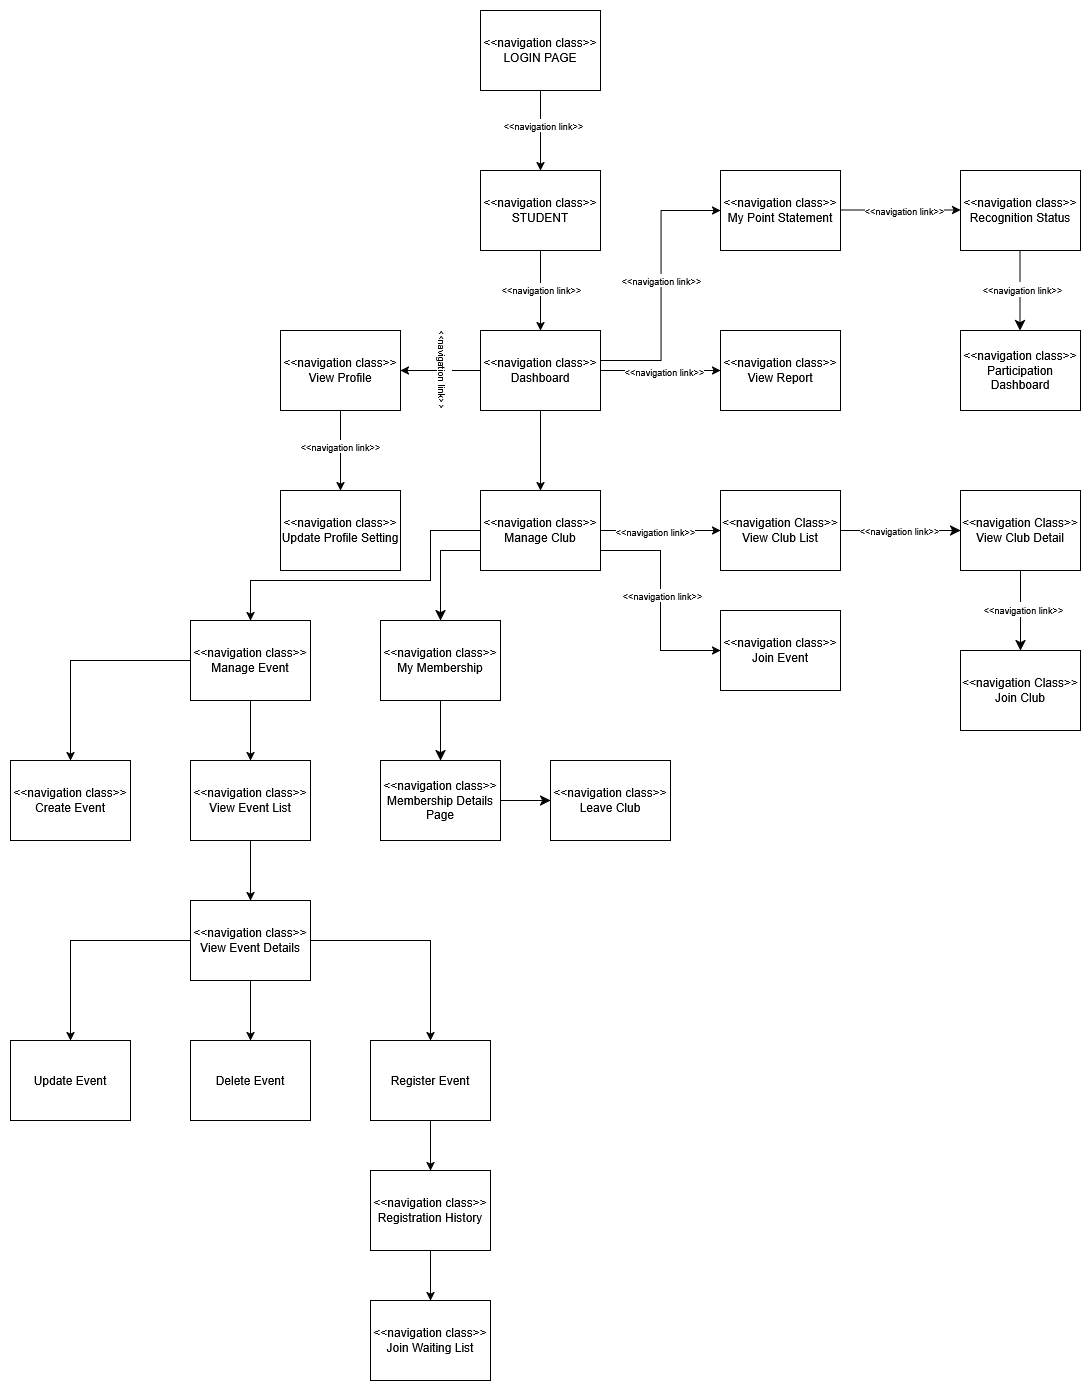 <<navigation class>>
LOGIN PAGE
<<navigation link>>
<<navigation class>>
STUDENT
<<navigation class>>
My Point Statement
<<navigation link>>
<<navigation class>>
Recognition Status
<<navigation link>>
<<navigation link>>
<<navigation link>>
<<navigation class>>
View Profile
<<navigation link>>
<<navigation class>>
Dashboard
<<navigation link>>
<<navigation class>>
View Report
<<navigation class>>
Participation
Dashboard
<<navigation link>>
<<navigation class>>
Update Profile Setting
<<navigation class>>
Manage Club
<<navigation link>>
<<navigation Class>>
View Club List
<<navigation link>>
<<navigation Class>>
View Club Detail
<<navigation link>>
<<navigation link>>
<<navigation class>>
Manage Event
<<navigation class>>
My Membership
<<navigation class>>
Join Event
<<navigation Class>>
Join Club
<<navigation class>>
Create Event
<<navigation class>>
View Event List
<<navigation class>>
Membership Details
Page
<<navigation class>>
Leave Club
<<navigation class>>
View Event Details
Update Event
Delete Event
Register Event
<<navigation class>>
Registration History
<<navigation class>>
Join Waiting List